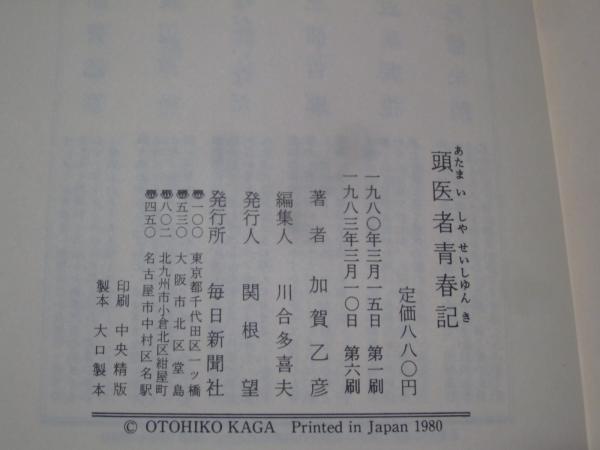 頭医者青春記
あたまいしゃせいしゅんき
定価八八〇円
一九八〇年三月一五日 第一刷
一九八三年三月一〇日 第六刷
著者 加賀乙彦
編集人 川合多喜夫
発行人 関根望
発行所 毎日新聞社
〠一〇〇 東京都千代田区一ツ橋
〠五三〇 大阪市北区堂島
〠八〇二 北九州市小倉北区紺屋町
〠四五〇 名古屋市中村区名駅
印刷 中央精版
製本 大口製本
© OTOHIKO KAGA Printed in Japan 1980